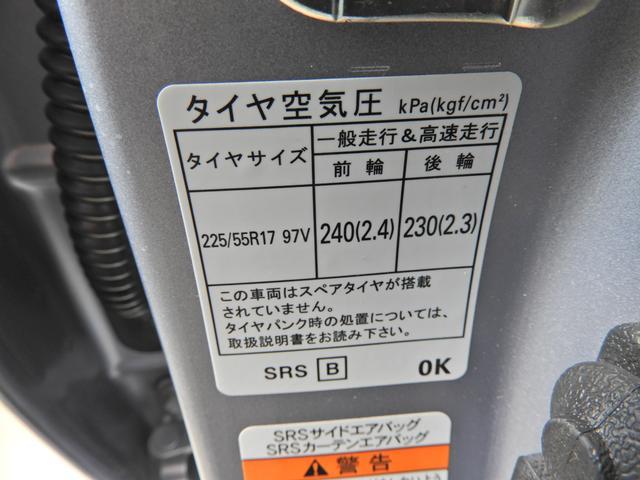 タイヤ空気圧 kPa(kgf/cm²)
タイヤサイズ 一般走行&高速走行
前輪 後輪
225/55R17 97V 240(2.4) 230(2.3)
この車両はスペアタイヤが搭載
されていません。
タイヤパンク時の処置については、
取扱説明書をお読み下さい。
SRS B OK
SRSサイドエアバッグ
SRSカーテンエアバッグ
警告